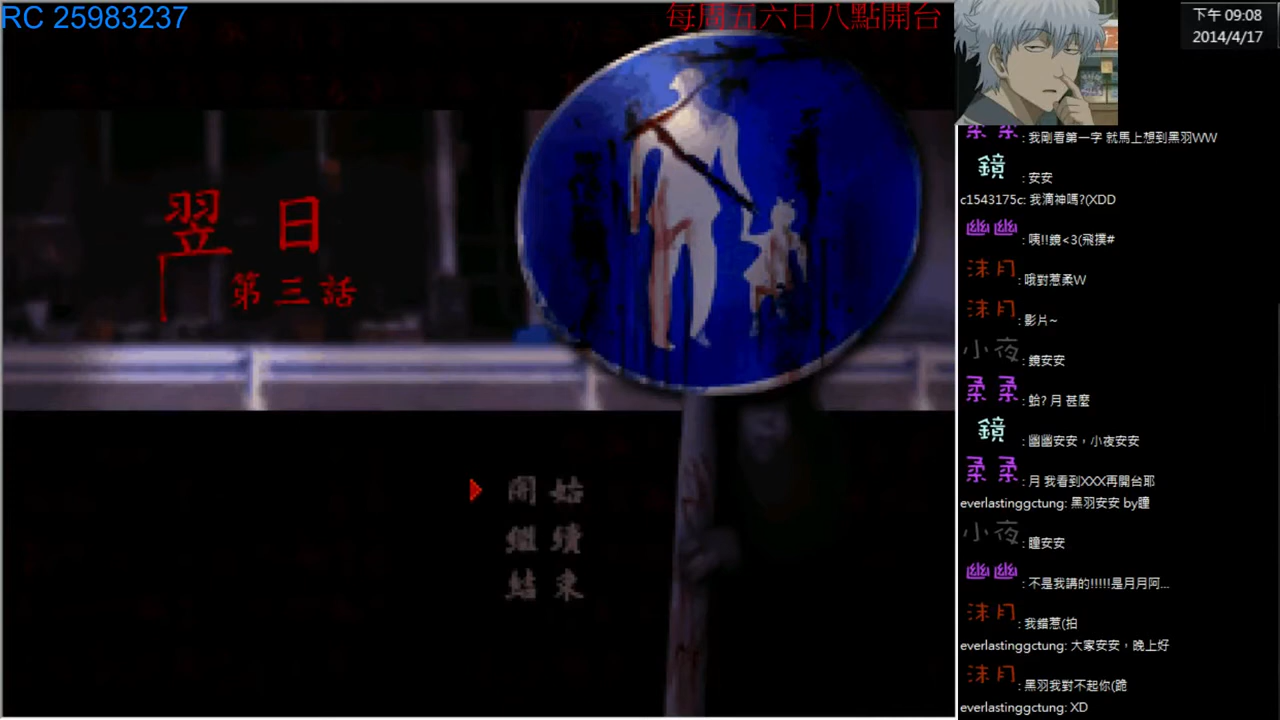 RC 25983237
每周五六日八點開台
下午 09:08
2014/4/17
翌日
第三話
開始
繼續
結束
柔柔 : 我剛看第一字 就馬上想到黑羽WW
鏡 : 安安
c1543175c: 我滴神嗎?(XDD
幽幽 : 咦!!鏡<3(飛撲#
沫月 : 哦對惹柔W
沫月 : 影片~
小夜 : 鏡安安
柔柔 : 蛤? 月 甚麼
鏡 : 幽幽安安，小夜安安
柔柔 : 月 我看到XXX再開台耶
everlastinggctung: 黑羽安安 by瞳
小夜 : 瞳安安
幽幽 : 不是我講的!!!!!是月月阿...
沫月 : 我錯惹(拍
everlastinggctung: 大家安安，晚上好
沫月 : 黑羽我對不起你(跪
everlastinggctung: XD